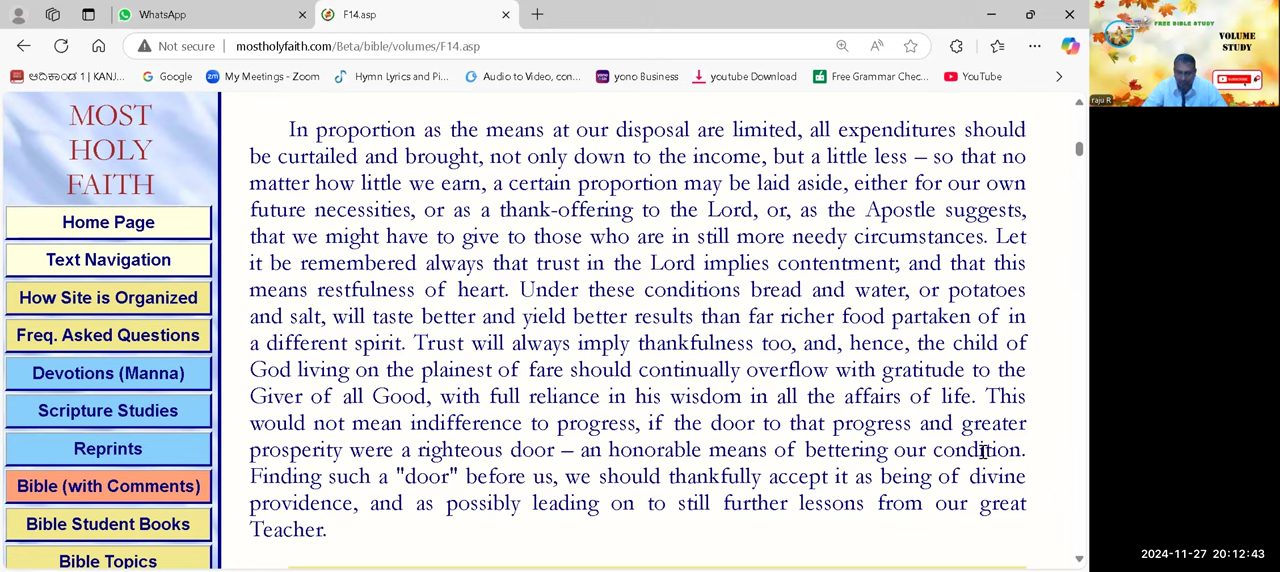 WhatsApp
F14.asp
Not secure
mostholyfaith.com/Beta/bible/volumes/F14.asp
ಆದಿಕಾಂಡ 1 | KANJ...
Google
My Meetings - Zoom
Hymn Lyrics and Pi...
Audio to Video, con...
yono Business
youtube Download
Free Grammar Chec...
YouTube
MOST
HOLY
FAITH
Home Page
Text Navigation
How Site is Organized
Freq. Asked Questions
Devotions (Manna)
Scripture Studies
Reprints
Bible (with Comments)
Bible Student Books
Bible Topics
In proportion as the means at our disposal are limited, all expenditures should
be curtailed and brought, not only down to the income, but a little less – so that no
matter how little we earn, a certain proportion may be laid aside, either for our own
future necessities, or as a thank-offering to the Lord, or, as the Apostle suggests,
that we might have to give to those who are in still more needy circumstances. Let
it be remembered always that trust in the Lord implies contentment; and that this
means restfulness of heart. Under these conditions bread and water, or potatoes
and salt, will taste better and yield better results than far richer food partaken of in
a different spirit. Trust will always imply thankfulness too, and, hence, the child of
God living on the plainest of fare should continually overflow with gratitude to the
Giver of all Good, with full reliance in his wisdom in all the affairs of life. This
would not mean indifference to progress, if the door to that progress and greater
prosperity were a righteous door – an honorable means of bettering our condition.
Finding such a "door" before us, we should thankfully accept it as being of divine
providence, and as possibly leading on to still further lessons from our great
Teacher.
FREE BIBLE STUDY
VOLUME
STUDY
SUBSCRIBE
raju R
2024-11-27 20:12:43